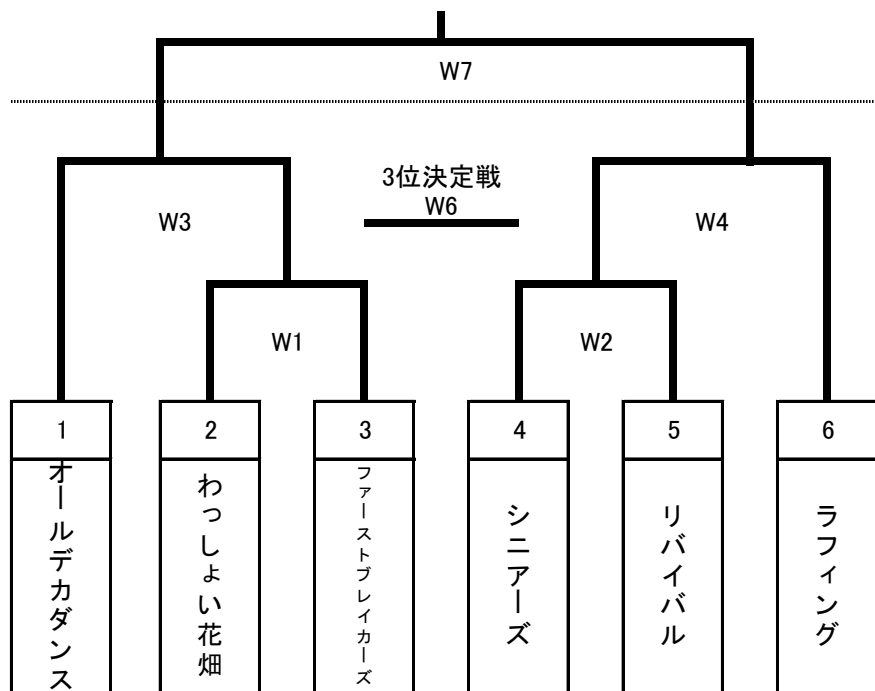 W7
3位決定戦
W6
W3
W4
W1
W2
1
2
3
4
5
6
オールデカダンス
わっしょい花畑
ファーストブレイカーズ
シニアーズ
リバイバル
ラフィング